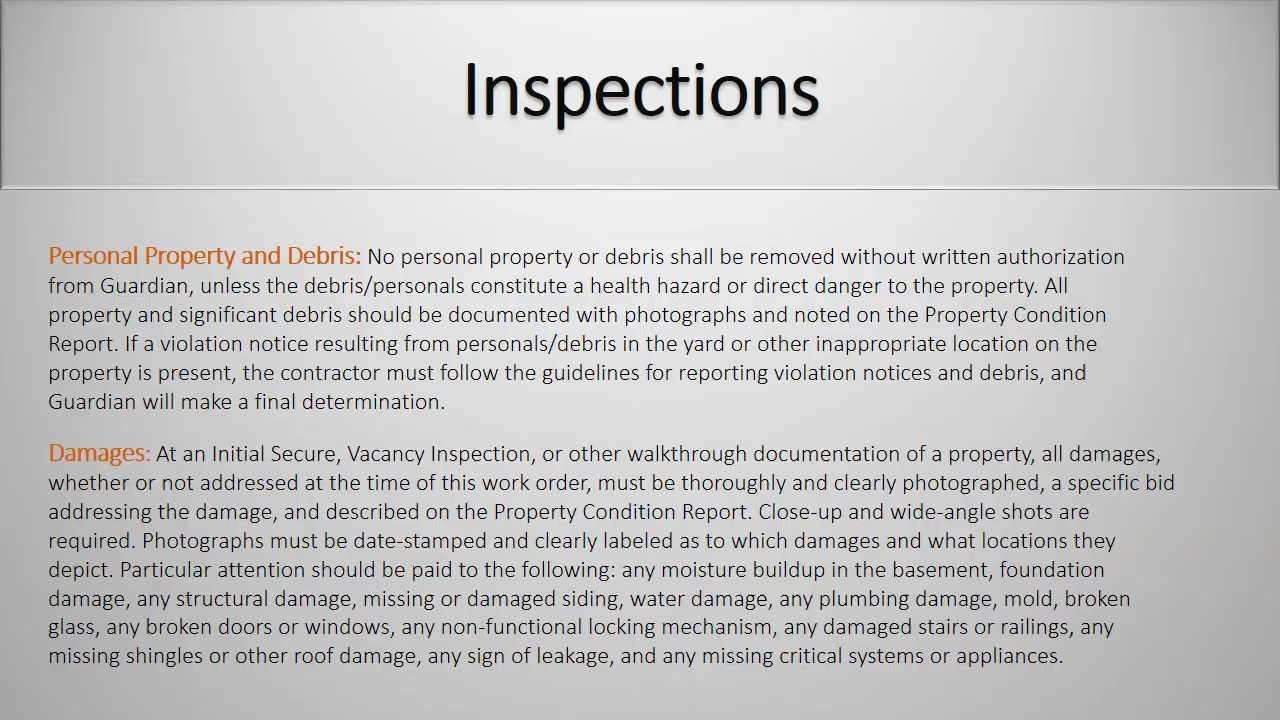 Inspections
Personal Property and Debris: No personal property or debris shall be removed without written authorization
from Guardian, unless the debris/personals constitute a health hazard or direct danger to the property. All
property and significant debris should be documented with photographs and noted on the Property Condition
Report. If a violation notice resulting from personals/debris in the yard or other inappropriate location on the
property is present, the contractor must follow the guidelines for reporting violation notices and debris, and
Guardian will make a final determination.
Damages: At an Initial Secure, Vacancy Inspection, or other walkthrough documentation of a property, all damages,
whether or not addressed at the time of this work order, must be thoroughly and clearly photographed, a specific bid
addressing the damage, and described on the Property Condition Report. Close-up and wide-angle shots are
required. Photographs must be date-stamped and clearly labeled as to which damages and what locations they
depict. Particular attention should be paid to the following: any moisture buildup in the basement, foundation
damage, any structural damage, missing or damaged siding, water damage, any plumbing damage, mold, broken
glass, any broken doors or windows, any non-functional locking mechanism, any damaged stairs or railings, any
missing shingles or other roof damage, any sign of leakage, and any missing critical systems or appliances.